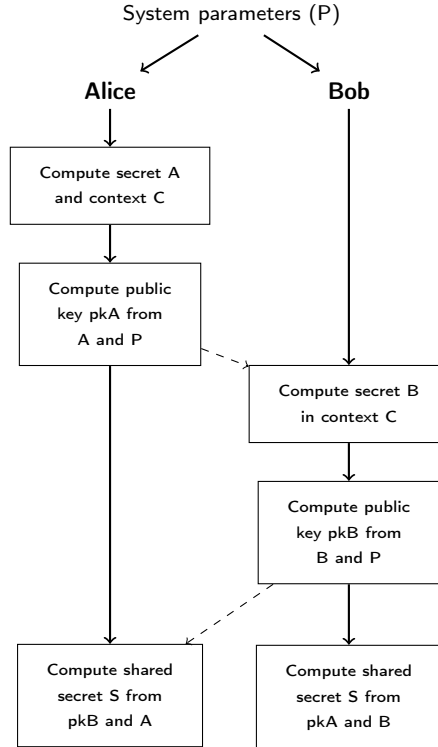 System parameters (P)
Alice
Bob
Compute secret A
and context C
Compute public
key pkA from
A and P
Compute secret B
in context C
Compute public
key pkB from
B and P
Compute shared
secret S from
pkB and A
Compute shared
secret S from
pkA and B